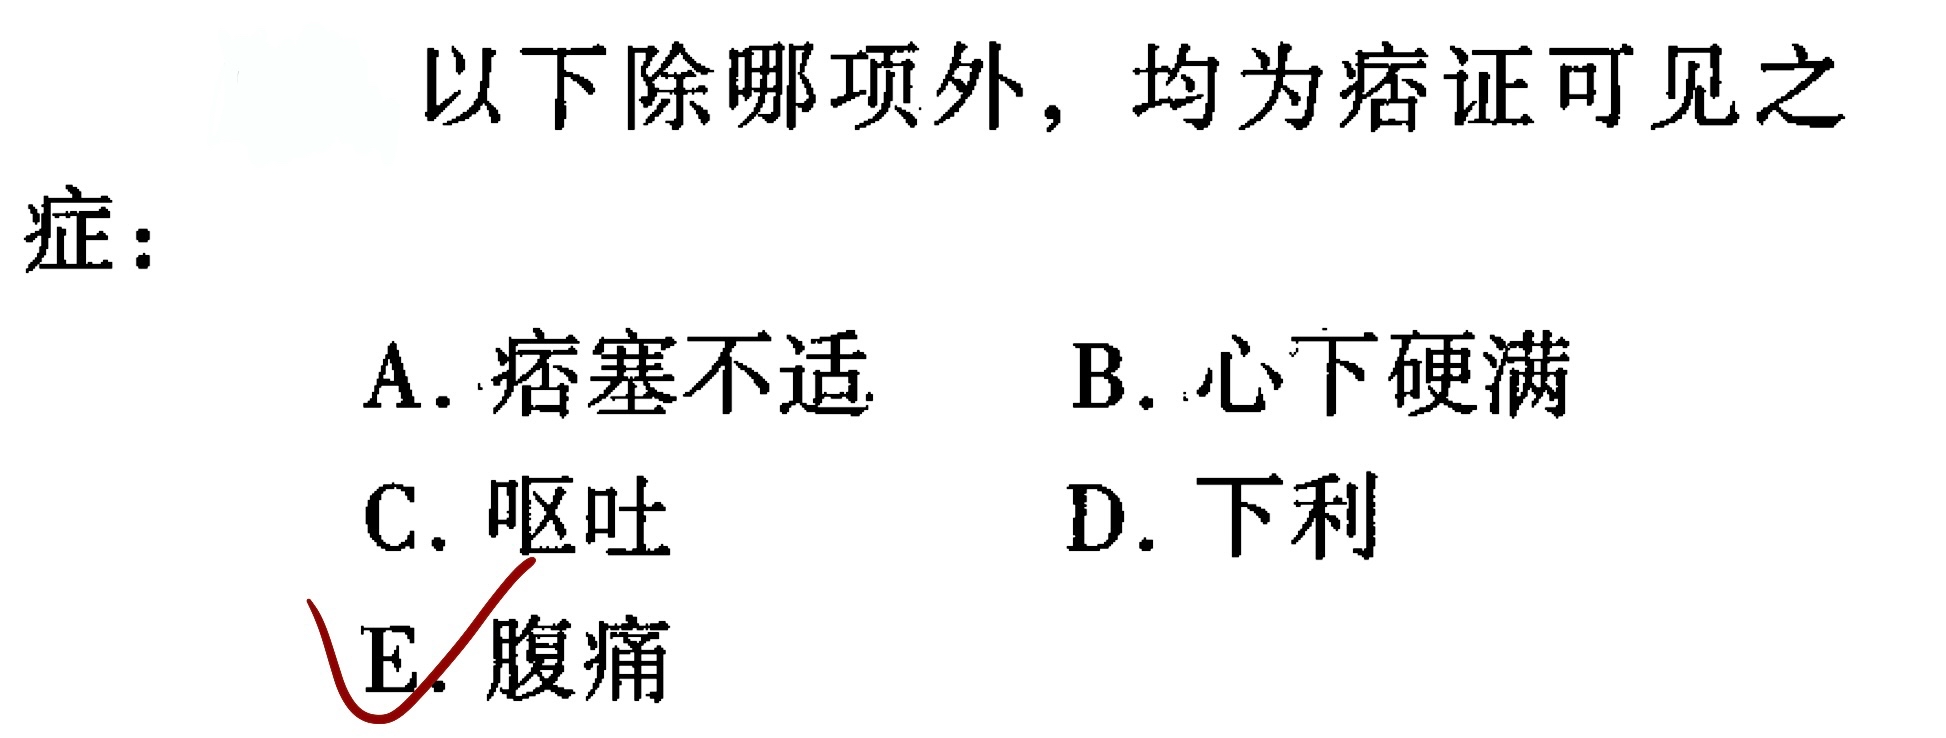 以下除哪项外，均为痞证可见之
症：
A. 痞塞不适 B. 心下硬满
C. 呕吐 D. 下利
E. 腹痛